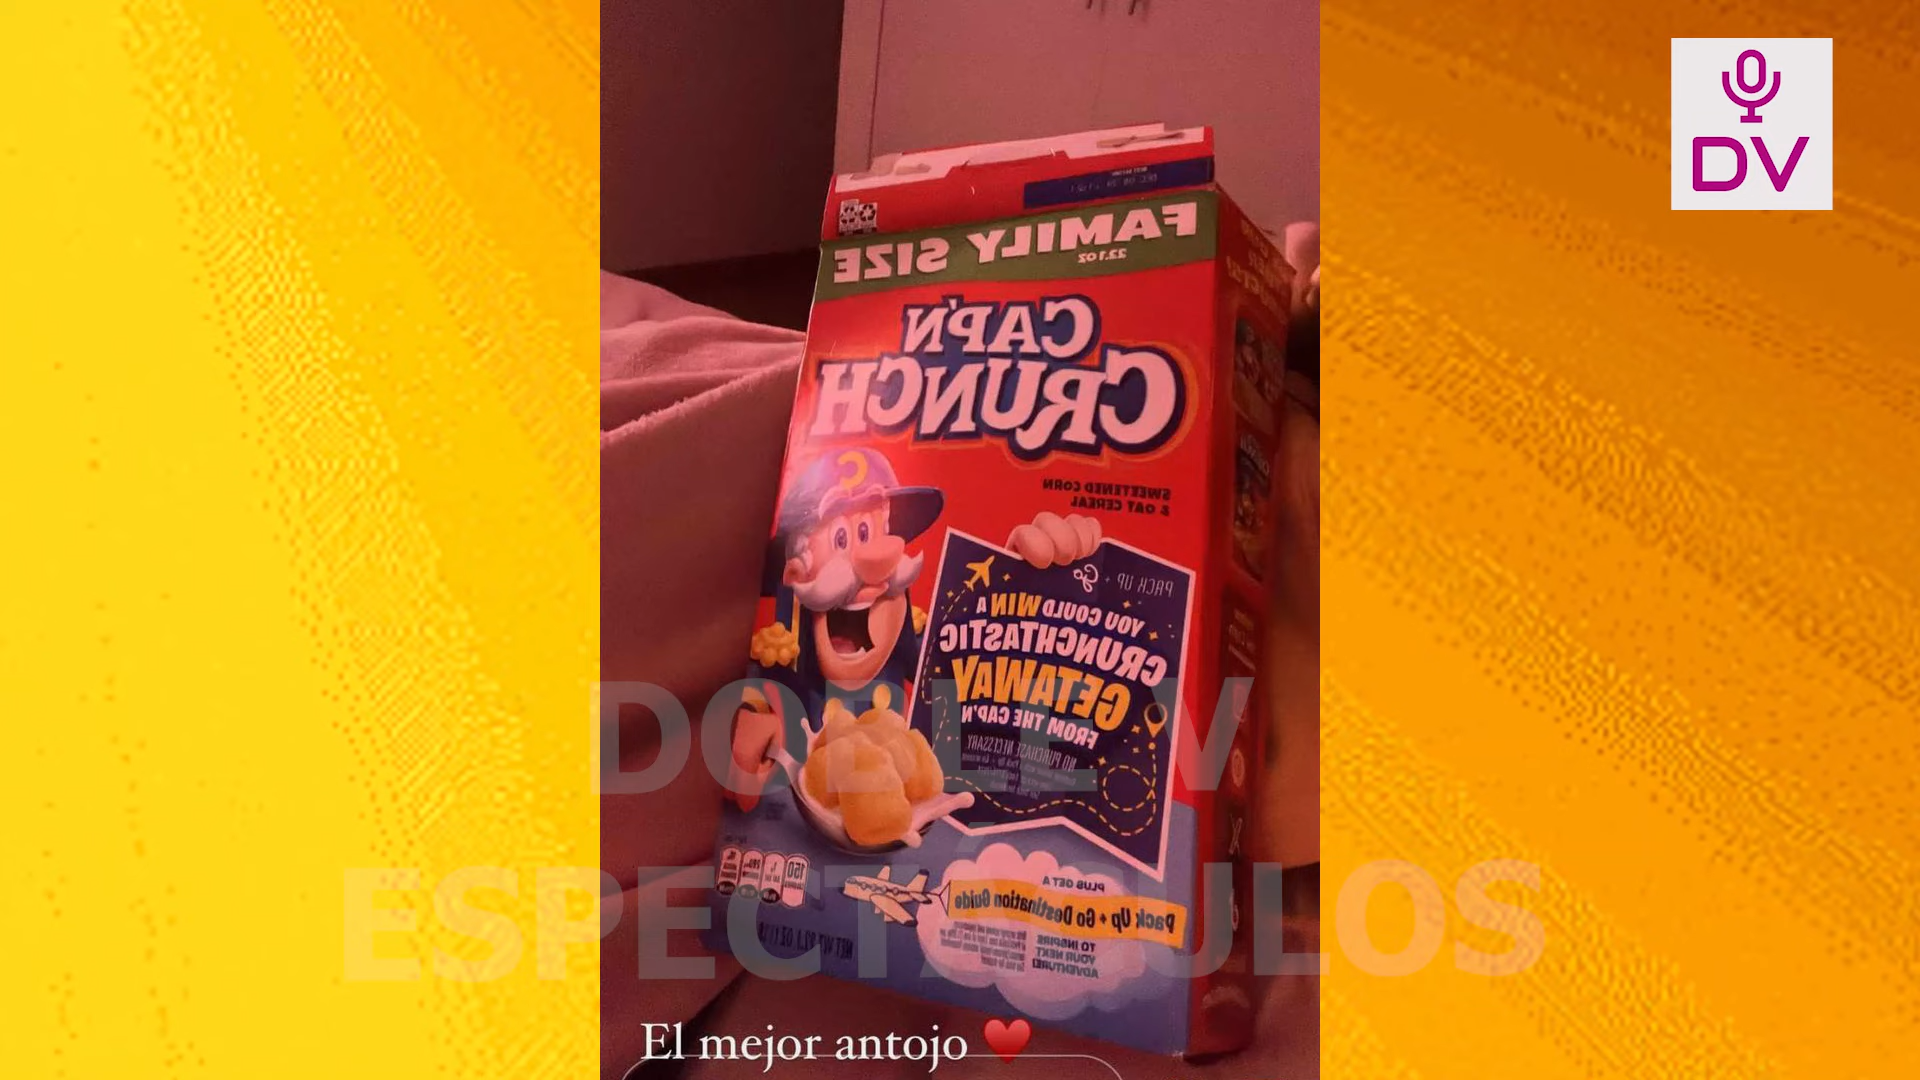 DV
FAMILY SIZE
22.1 OZ
CAP'N
CRUNCH
SWEETENED CORN
& OAT CEREAL
PACK UP + Go
YOU COULD WIN A
CRUNCHTASTIC
GETAWAY
FROM THE CAP'N
NO PURCHASE NECESSARY
DOBLE V
ESPECTÁCULOS
150
PLUS GET A
Pack Up + Go Destination Guide
TO INSPIRE
YOUR NEXT
ADVENTURE!
El mejor antojo ❤️